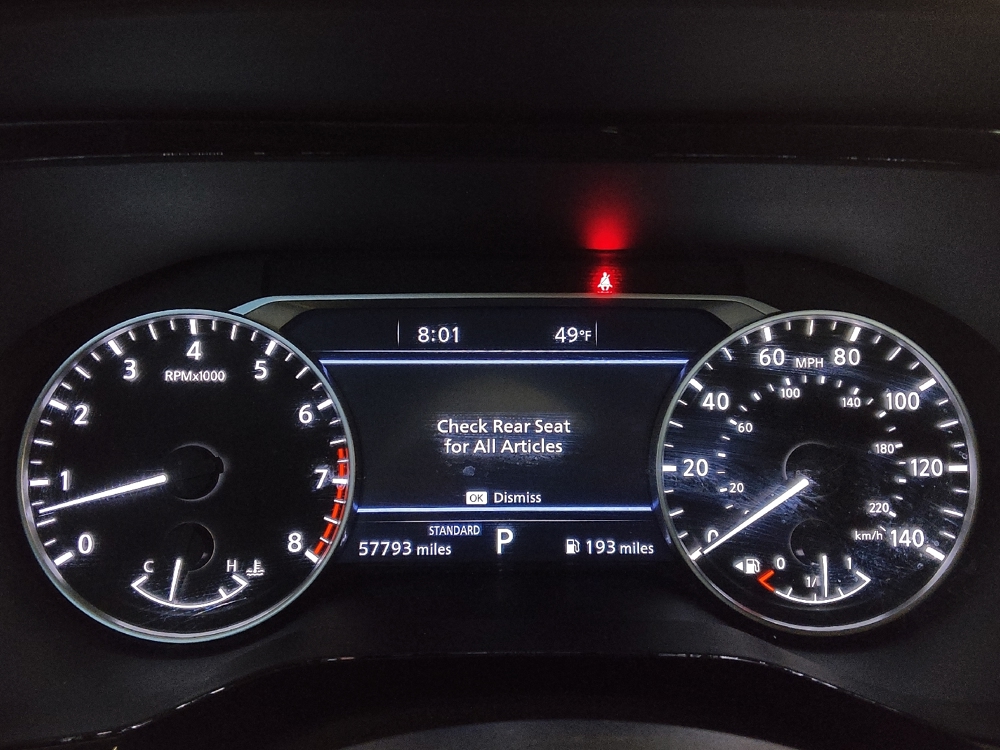 8:01
49°F
Check Rear Seat
for All Articles
OK Dismiss
STANDARD
57793 miles
P
193 miles
0
1
2
3
4
5
6
7
8
RPMx1000
C
H
0
20
40
60
MPH
80
100
120
140
20
60
100
140
180
220
km/h
0
1